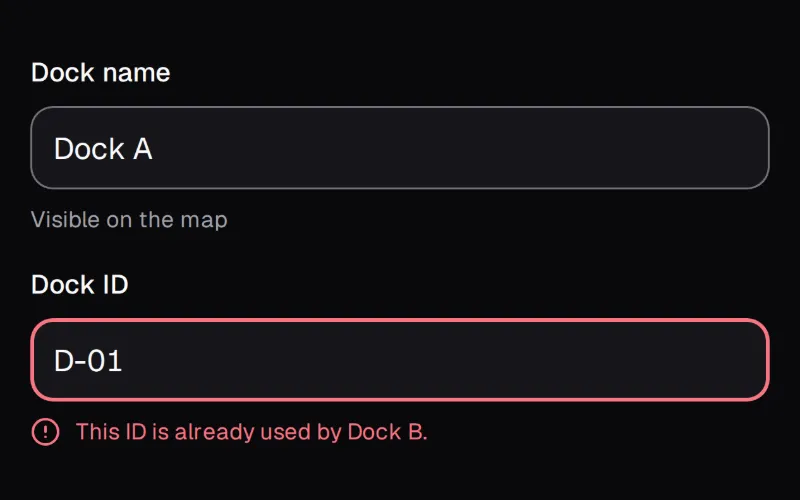 Dock name
Dock A
Visible on the map
Dock ID
D-01
This ID is already used by Dock B.